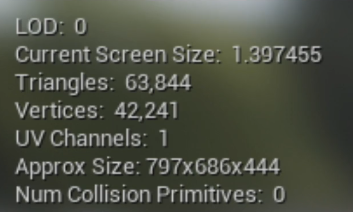 LOD: 0
Current Screen Size: 1.397455
Triangles: 63,844
Vertices: 42,241
UV Channels: 1
Approx Size: 797x686x444
Num Collision Primitives: 0